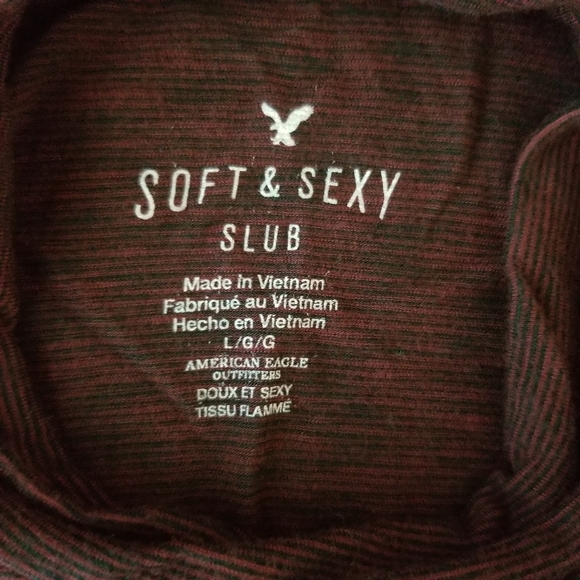 SOFT & SEXY
SLUB
Made in Vietnam
Fabriqué au Vietnam
Hecho en Vietnam
L/G/G
AMERICAN EAGLE
OUTFITTERS
DOUX ET SEXY
TISSU FLAMMÉ